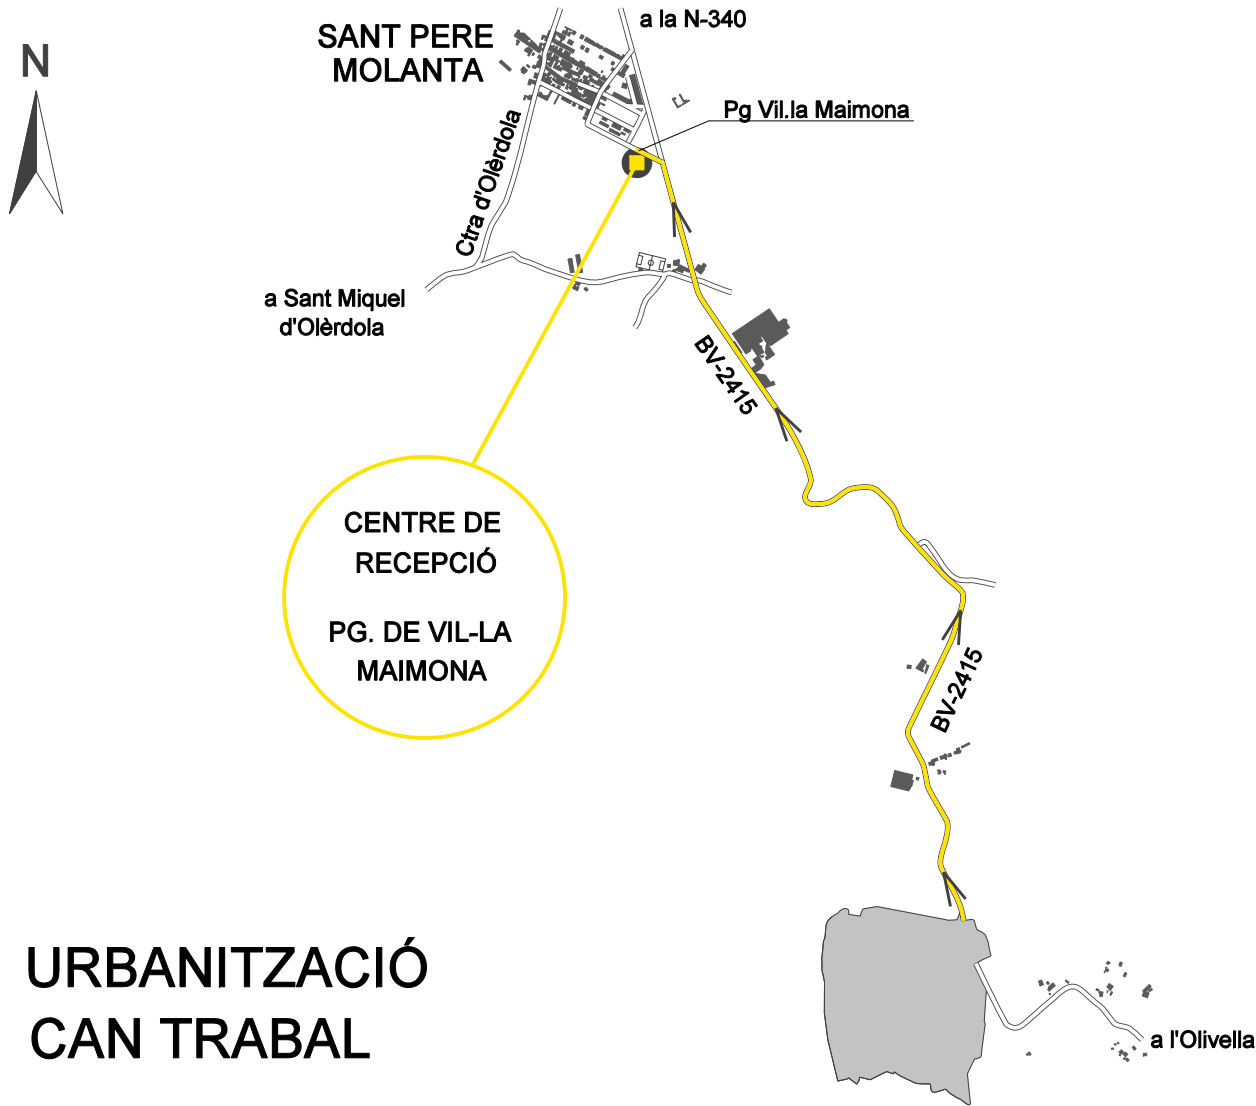 a la N-340
SANT PERE
MOLANTA
N
Pg Vil.la Maimona
Ctra d'Olèrdola
a Sant Miquel
d'Olèrdola
BV-2415
CENTRE DE
RECEPCIÓ
PG. DE VIL-LA
MAIMONA
BV-2415
URBANITZACIÓ
CAN TRABAL
a l'Olivella